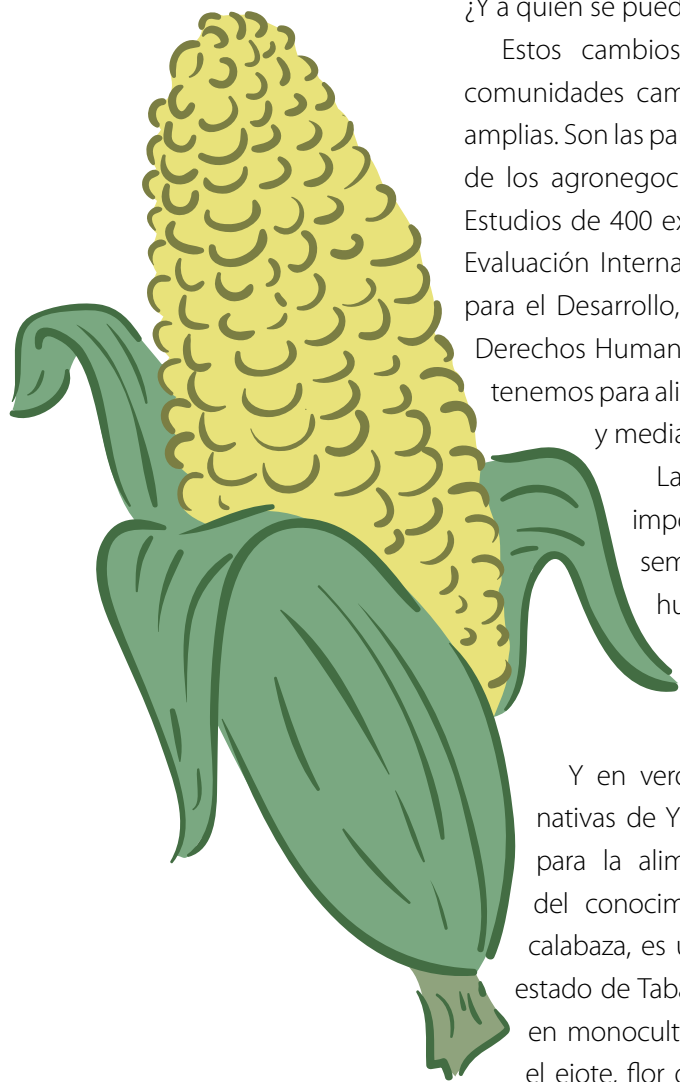 ¿Y a quién se pued
Estos cambios
comunidades cam
amplias. Son las pa
de los agronegoc
Estudios de 400 ex
Evaluación Interna
para el Desarrollo,
Derechos Human
tenemos para ali
y media
La
impe
sem
hu
Y en verd
nativas de Y
para la alim
del conocim
calabaza, es u
estado de Taba
en monocult
el ejote, flor d